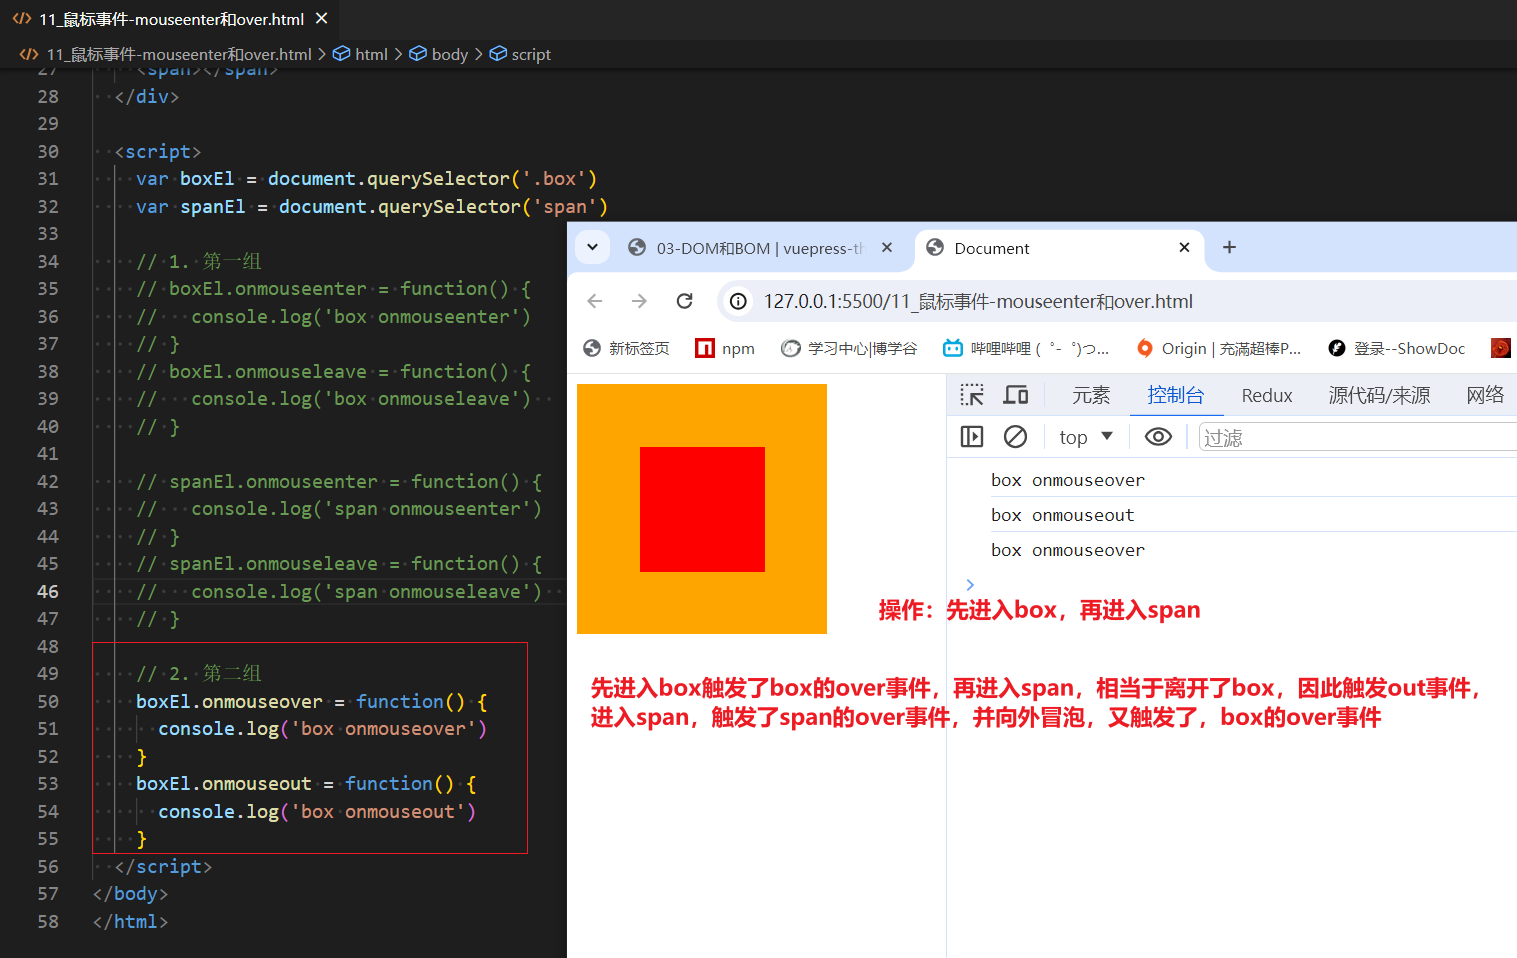 11_鼠标事件-mouseenter和over.html
11_鼠标事件-mouseenter和over.html > html > body > script
27 <span></span>
28 </div>
29
30 <script>
31 var boxEl = document.querySelector('.box')
32 var spanEl = document.querySelector('span')
33
34 // 1. 第一组
35 // boxEl.onmouseenter = function() {
36 //   console.log('box onmouseenter')
37 // }
38 // boxEl.onmouseleave = function() {
39 //   console.log('box onmouseleave')
40 // }
41
42 // spanEl.onmouseenter = function() {
43 //   console.log('span onmouseenter')
44 // }
45 // spanEl.onmouseleave = function() {
46 //   console.log('span onmouseleave')
47 // }
48
49 // 2. 第二组
50 boxEl.onmouseover = function() {
51 console.log('box onmouseover')
52 }
53 boxEl.onmouseout = function() {
54 console.log('box onmouseout')
55 }
56 </script>
57 </body>
58 </html>
03-DOM和BOM | vuepress-th
Document
127.0.0.1:5500/11_鼠标事件-mouseenter和over.html
新标签页 npm 学习中心|博学谷 哔哩哔哩 (゜-゜)つ... Origin | 充滿超棒P... 登录--ShowDoc
元素 控制台 Redux 源代码/来源 网络
top 过滤
box onmouseover
box onmouseout
box onmouseover
操作：先进入box，再进入span
先进入box触发了box的over事件，再进入span，相当于离开了box，因此触发out事件，
进入span，触发了span的over事件，并向外冒泡，又触发了，box的over事件